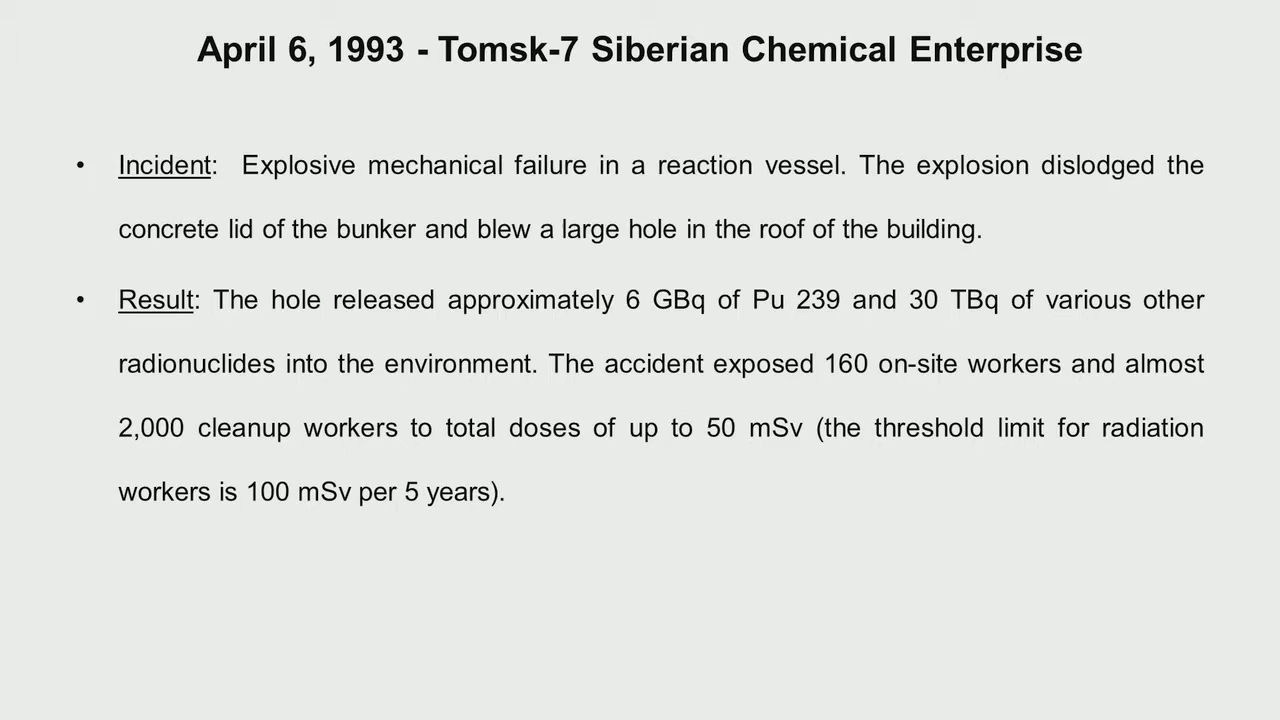 April 6, 1993 - Tomsk-7 Siberian Chemical Enterprise
• Incident: Explosive mechanical failure in a reaction vessel. The explosion dislodged the
concrete lid of the bunker and blew a large hole in the roof of the building.
• Result: The hole released approximately 6 GBq of Pu 239 and 30 TBq of various other
radionuclides into the environment. The accident exposed 160 on-site workers and almost
2,000 cleanup workers to total doses of up to 50 mSv (the threshold limit for radiation
workers is 100 mSv per 5 years).